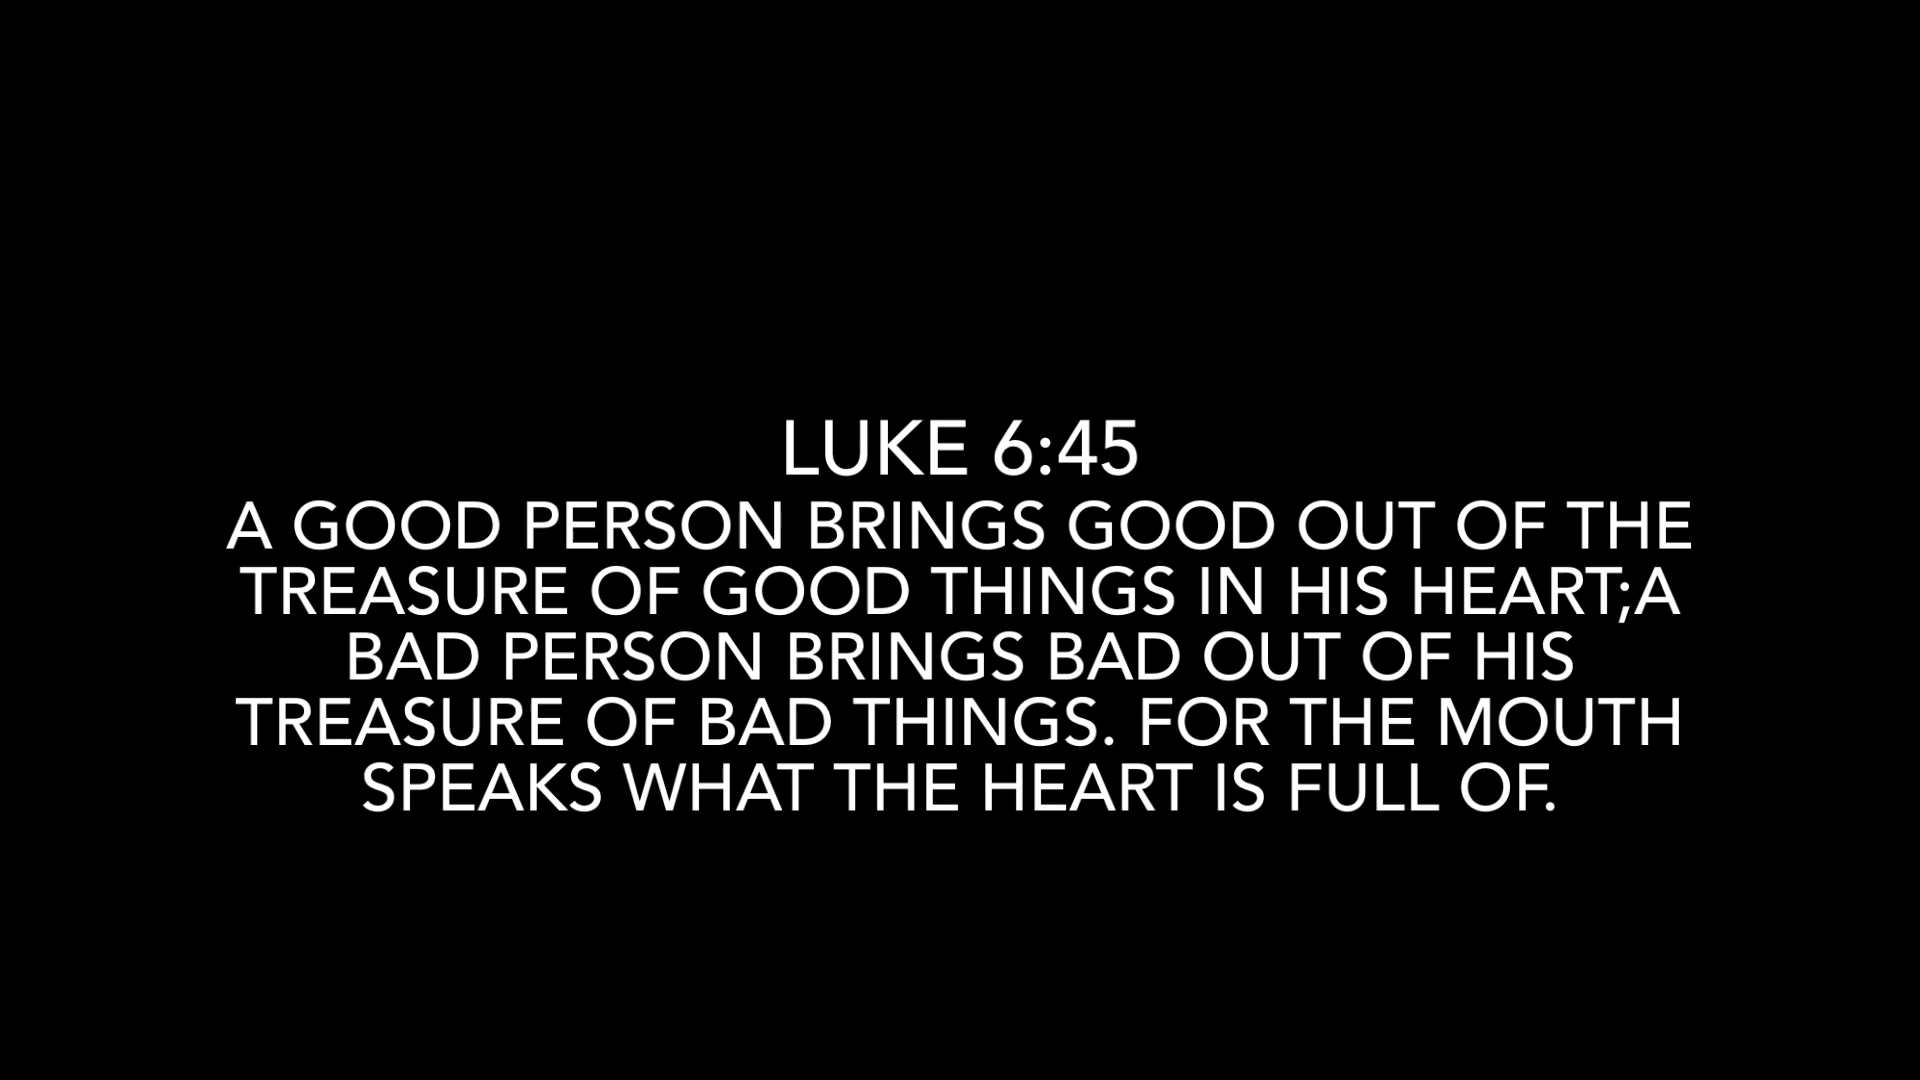 LUKE 6:45
A GOOD PERSON BRINGS GOOD OUT OF THE
TREASURE OF GOOD THINGS IN HIS HEART;A
BAD PERSON BRINGS BAD OUT OF HIS
TREASURE OF BAD THINGS. FOR THE MOUTH
SPEAKS WHAT THE HEART IS FULL OF.